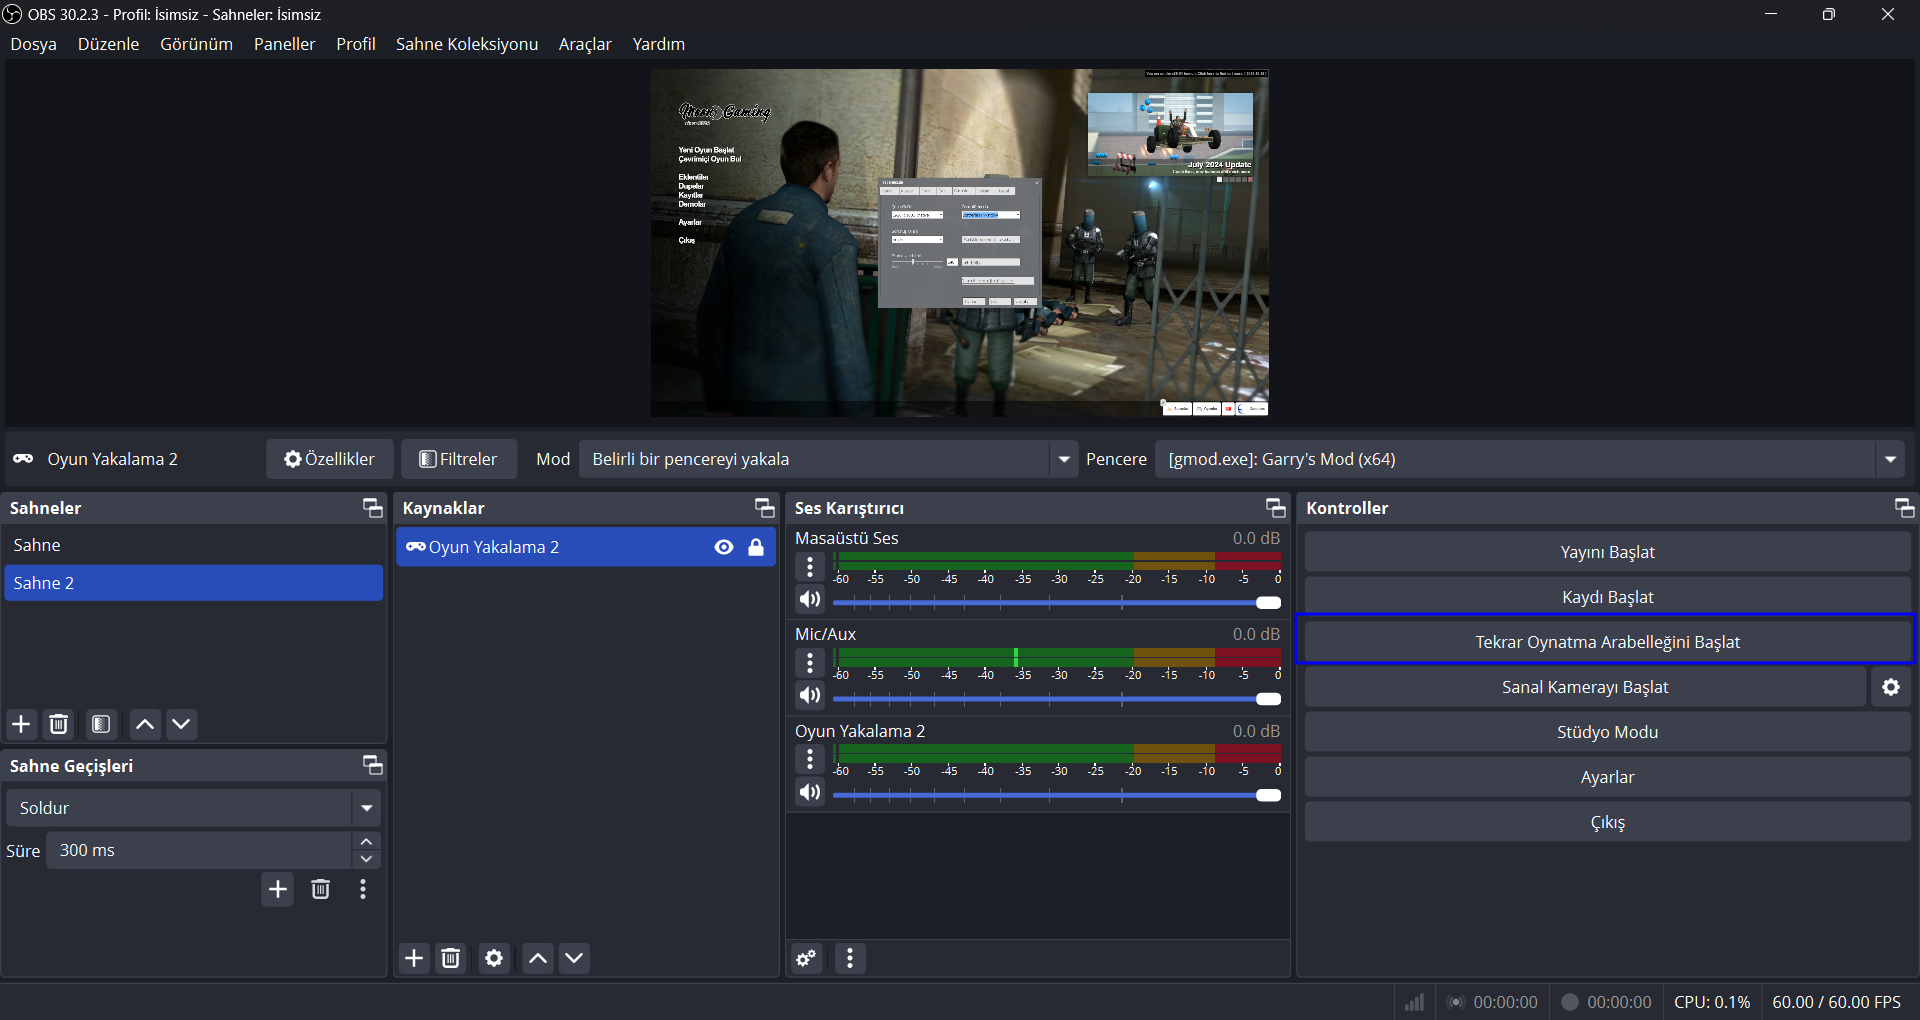 OBS 30.2.3 - Profil: İsimsiz - Sahneler: İsimsiz
Dosya Düzenle Görünüm Paneller Profil Sahne Koleksiyonu Araçlar Yardım
Moon Gaming
Yeni Oyun Başlat
Çevrimiçi Oyun Bul
Eklentiler
Dupelar
Kayıtlar
Demolar
Ayarlar
Çıkış
July 2024 Update
Oyun Yakalama 2 Özellikler Filtreler Mod Belirli bir pencereyi yakala Pencere [gmod.exe]: Garry's Mod (x64)
Sahneler
Sahne
Sahne 2
Sahne Geçişleri
Soldur
Süre 300 ms
Kaynaklar
Oyun Yakalama 2
Ses Karıştırıcı
Masaüstü Ses 0.0 dB
-60 -55 -50 -45 -40 -35 -30 -25 -20 -15 -10 -5 0
Mic/Aux 0.0 dB
-60 -55 -50 -45 -40 -35 -30 -25 -20 -15 -10 -5 0
Oyun Yakalama 2 0.0 dB
-60 -55 -50 -45 -40 -35 -30 -25 -20 -15 -10 -5 0
Kontroller
Yayını Başlat
Kaydı Başlat
Tekrar Oynatma Arabelleğini Başlat
Sanal Kamerayı Başlat
Stüdyo Modu
Ayarlar
Çıkış
00:00:00 00:00:00 CPU: 0.1% 60.00 / 60.00 FPS